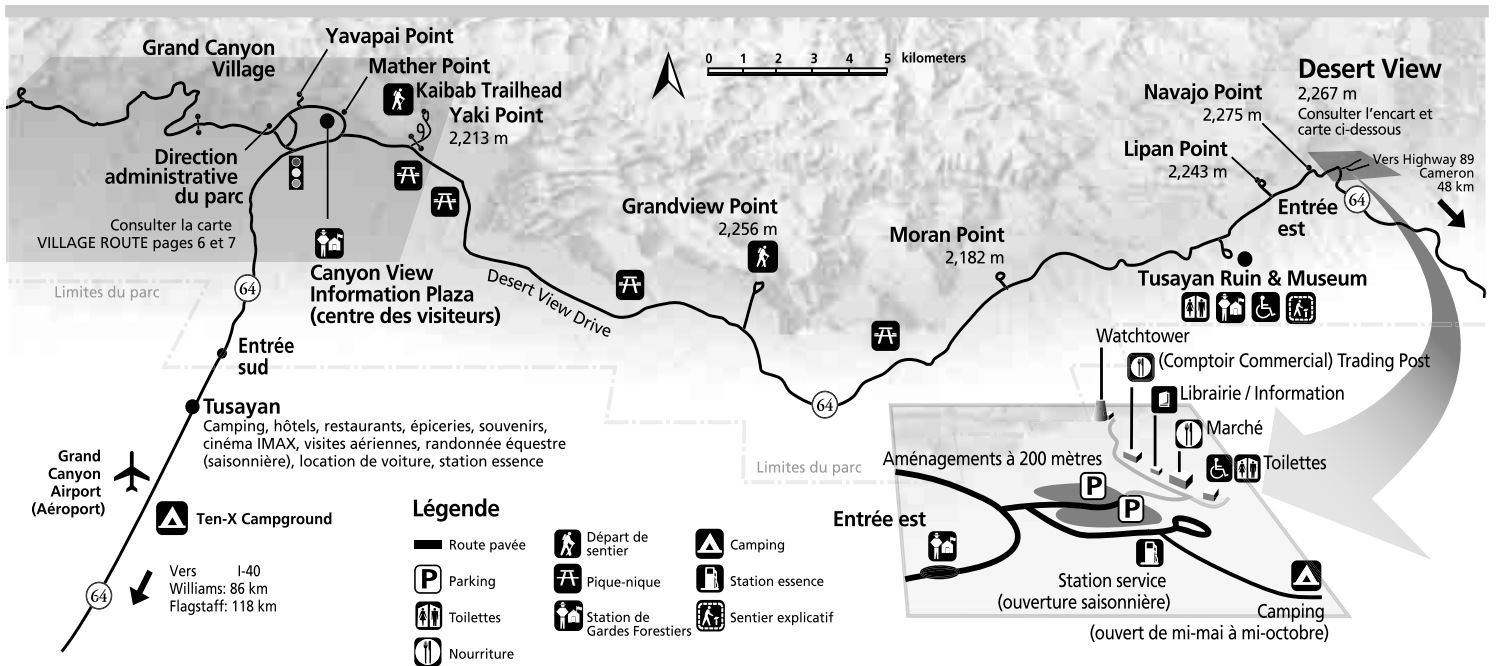 Grand Canyon
Village
Yavapai Point
Mather Point
Kaibab Trailhead
Yaki Point
2,213 m
0 1 2 3 4 5 kilometers
Desert View
2,267 m
Consulter l’encart et
carte ci-dessous
Navajo Point
2,275 m
Lipan Point
2,243 m
Vers Highway 89
Cameron
48 km
64
Entrée
est
Direction
administrative
du parc
Consulter la carte
VILLAGE ROUTE pages 6 et 7
Grandview Point
2,256 m
Moran Point
2,182 m
Tusayan Ruin & Museum
Canyon View
Information Plaza
(centre des visiteurs)
Desert View Drive
Limites du parc
64
Entrée
sud
Tusayan
Camping, hôtels, restaurants, épiceries, souvenirs,
cinéma IMAX, visites aériennes, randonnée équestre
(saisonnière), location de voiture, station essence
64
Limites du parc
Grand
Canyon
Airport
(Aéroport)
Ten-X Campground
Vers I-40
Williams: 86 km
Flagstaff: 118 km
64
Watchtower
(Comptoir Commercial) Trading Post
Librairie / Information
Marché
Toilettes
Aménagements à 200 mètres
P
P
Entrée est
Station service
(ouverture saisonnière)
Camping
(ouvert de mi-mai à mi-octobre)
Légende
Route pavée
P Parking
Toilettes
Nourriture
Départ de
sentier
Pique-nique
Station de
Gardes Forestiers
Camping
Station essence
Sentier explicatif